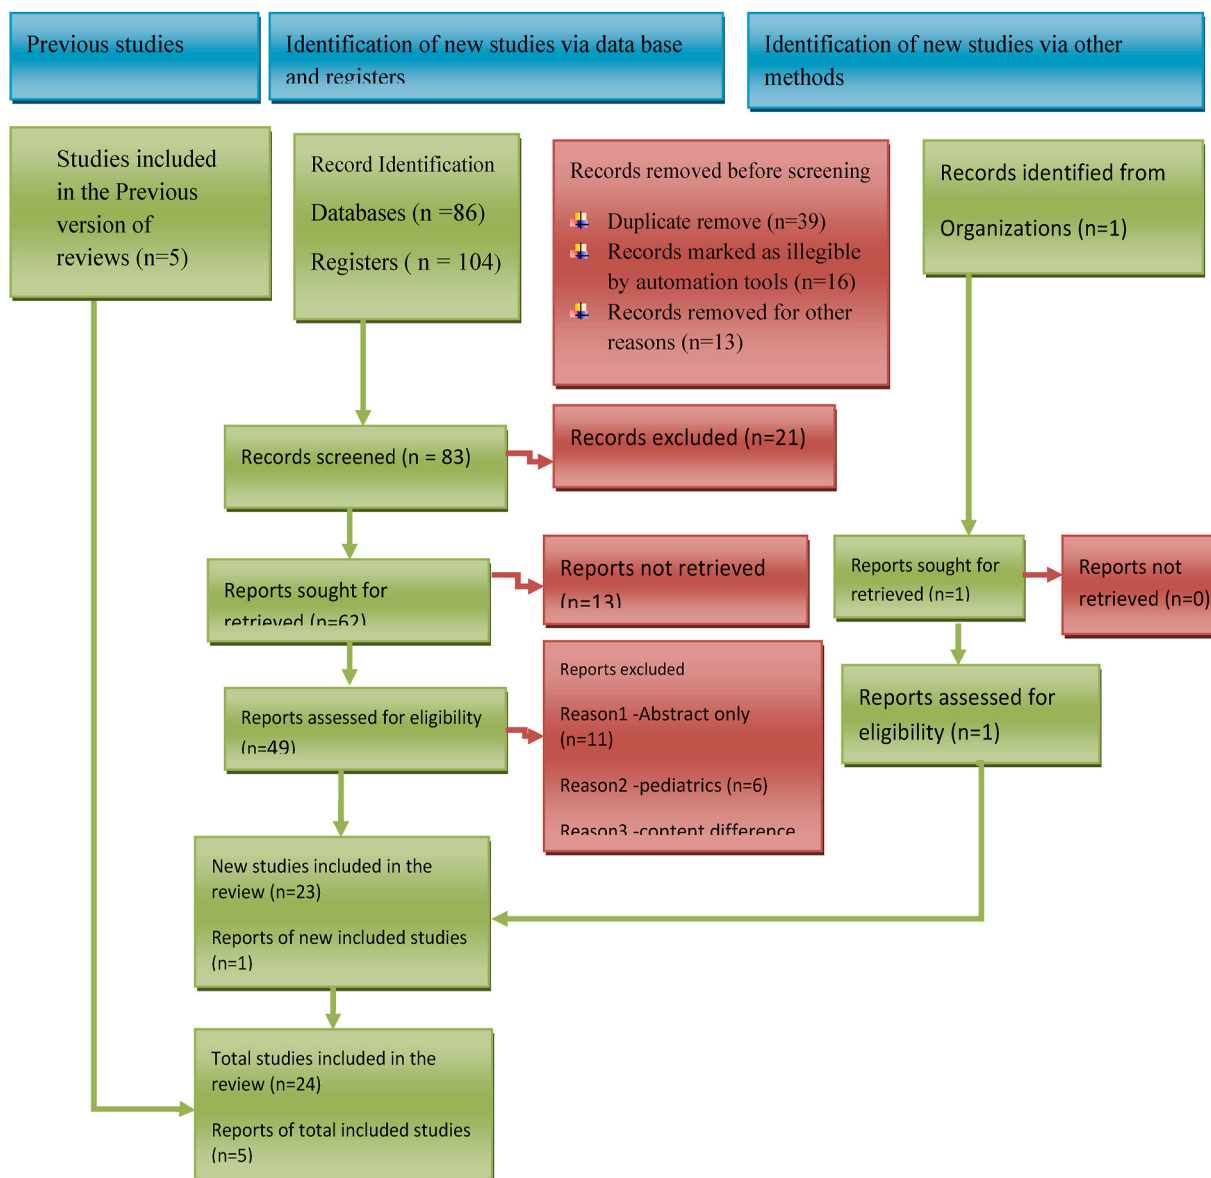 Previous studies
Identification of new studies via data base
and registers
Identification of new studies via other
methods
Studies included
in the Previous
version of
reviews (n=5)
Record Identification
Databases (n =86)
Registers ( n = 104)
Records removed before screening
Duplicate remove (n=39)
Records marked as illegible
by automation tools (n=16)
Records removed for other
reasons (n=13)
Records identified from
Organizations (n=1)
Records screened (n = 83)
Records excluded (n=21)
Reports sought for
retrieved (n=62)
Reports not retrieved
(n=13)
Reports sought for
retrieved (n=1)
Reports not
retrieved (n=0)
Reports assessed for eligibility
(n=49)
Reports excluded
Reason1 -Abstract only
(n=11)
Reason2 -pediatrics (n=6)
Reason3 -content difference
Reports assessed for
eligibility (n=1)
New studies included in the
review (n=23)
Reports of new included studies
(n=1)
Total studies included in the
review (n=24)
Reports of total included studies
(n=5)